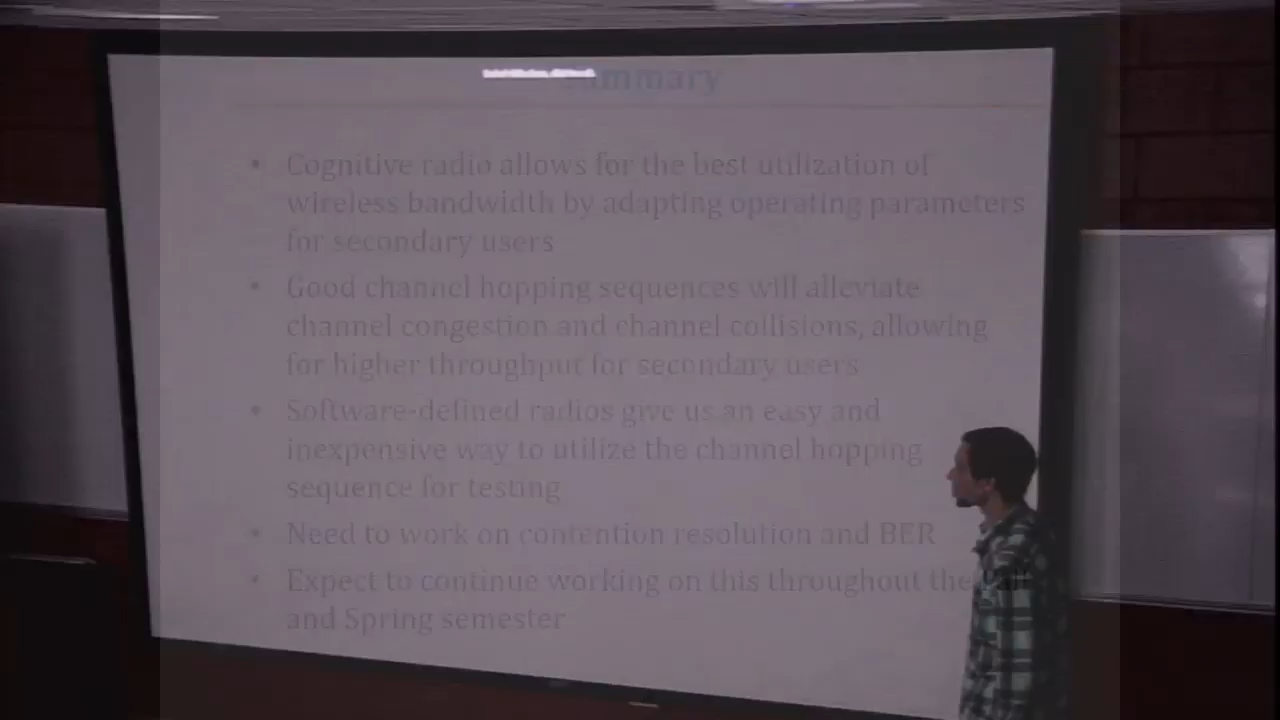 Summary
• Cognitive radio allows for the best utilization of
wireless bandwidth by adapting operating parameters
for secondary users
• Good channel hopping sequences will alleviate
channel congestion and channel collisions, allowing
for higher throughput for secondary users
• Software-defined radios give us an easy and
inexpensive way to utilize the channel hopping
sequence for testing
• Need to work on contention resolution and BER
• Expect to continue working on this throughout the Fall
and Spring semester